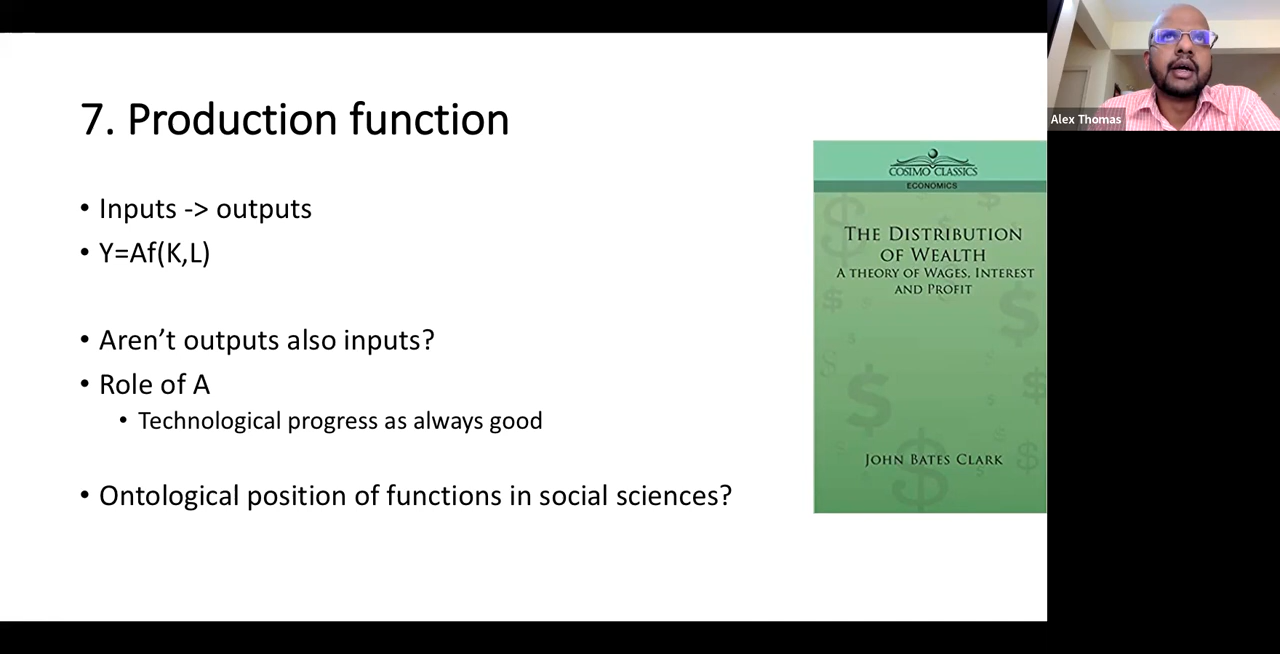 7. Production function
• Inputs -> outputs
• Y=Af(K,L)
• Aren’t outputs also inputs?
• Role of A
• Technological progress as always good
• Ontological position of functions in social sciences?
COSIMO CLASSICS
ECONOMICS
THE DISTRIBUTION
OF WEALTH
A THEORY OF WAGES, INTEREST
AND PROFIT
JOHN BATES CLARK
Alex Thomas